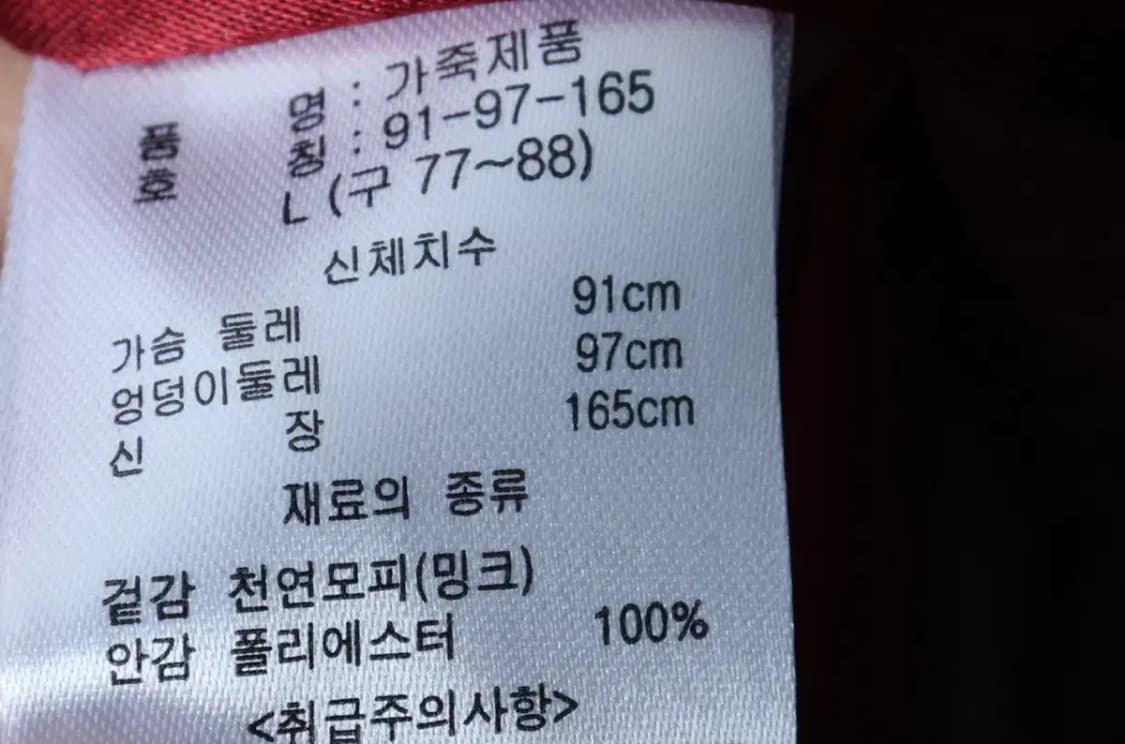 품 명 : 가죽제품
호 칭 : 91-97-165
L (구 77~88)
신체치수
가슴 둘레 91cm
엉덩이둘레 97cm
신 장 165cm
재료의 종류
겉감 천연모피(밍크)
안감 폴리에스터 100%
<취급주의사항>